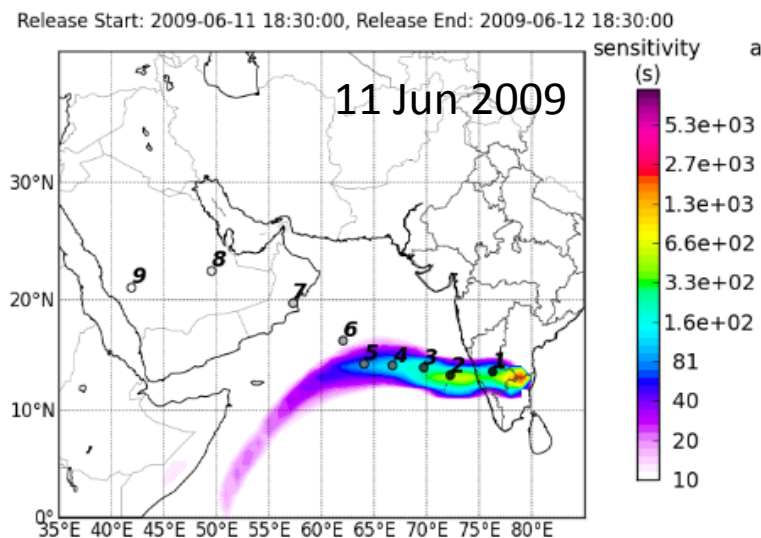 Release Start: 2009-06-11 18:30:00, Release End: 2009-06-12 18:30:00
sensitivity a
(s)
11 Jun 2009
5.3e+03
2.7e+03
1.3e+03
6.6e+02
3.3e+02
1.6e+02
81
40
20
10
30°N
20°N
10°N
0°
9
8
7
6
5
4
3
2
1
35°E 40°E 45°E 50°E 55°E 60°E 65°E 70°E 75°E 80°E